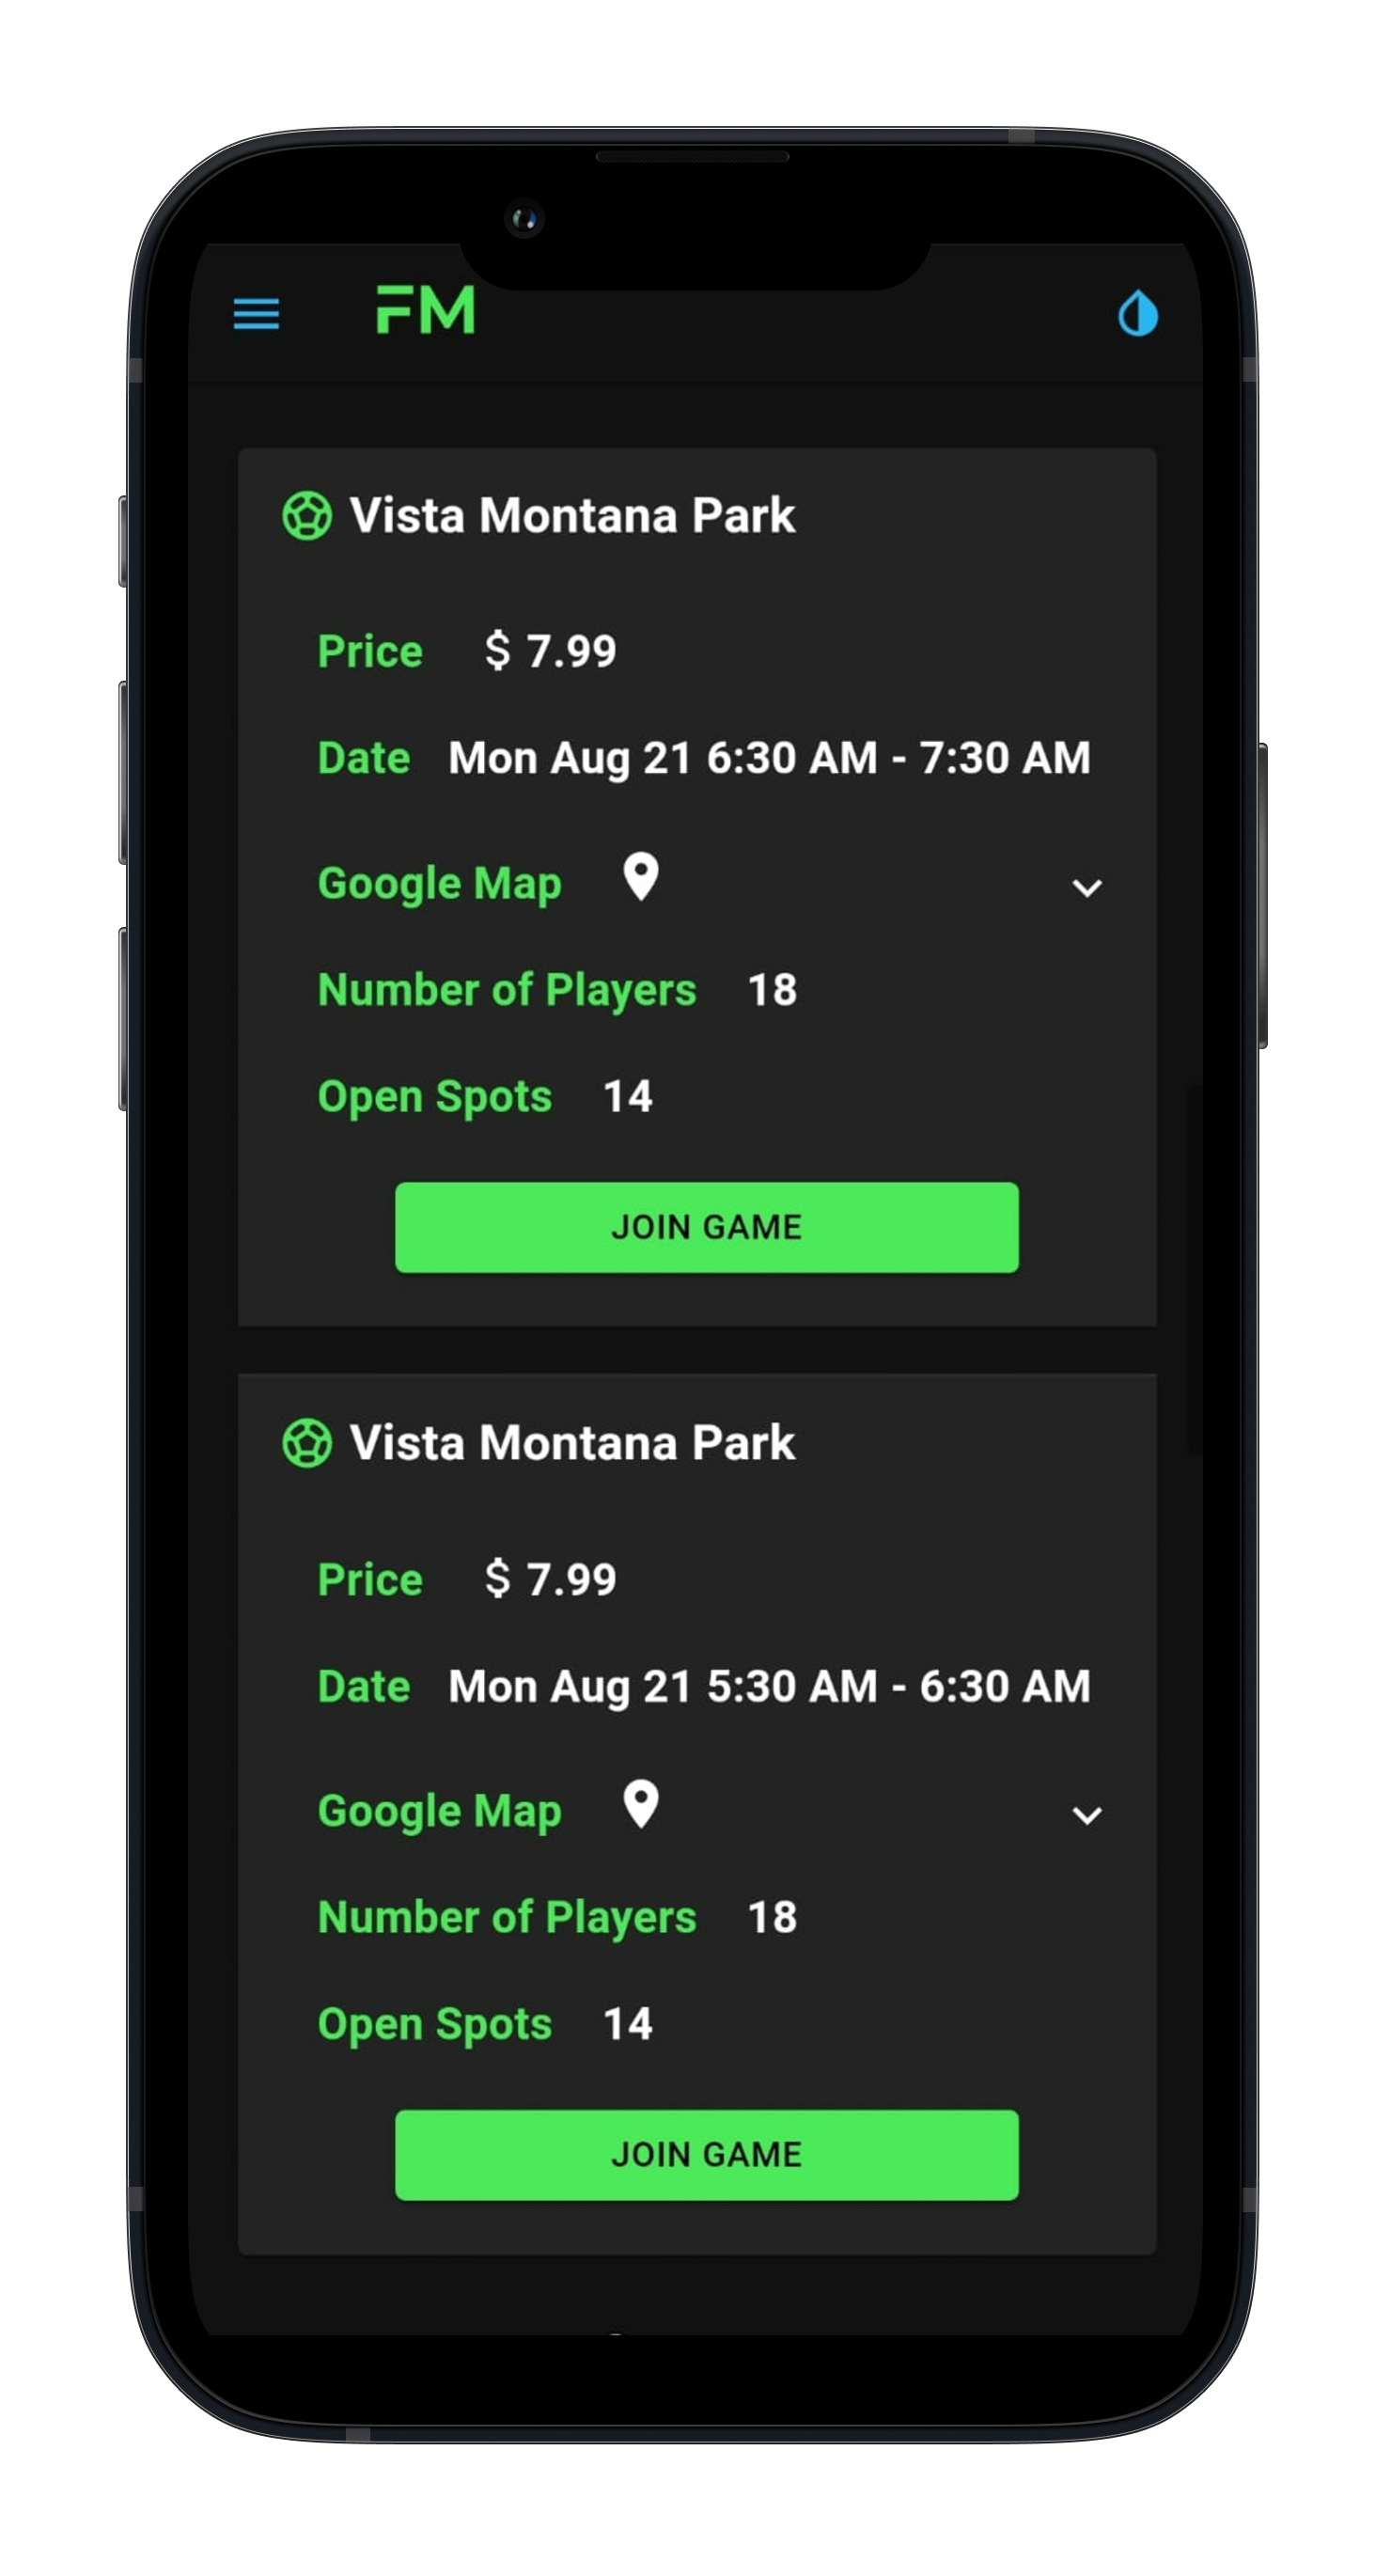 FM
Vista Montana Park
Price $ 7.99
Date Mon Aug 21 6:30 AM - 7:30 AM
Google Map
Number of Players 18
Open Spots 14
JOIN GAME
Vista Montana Park
Price $ 7.99
Date Mon Aug 21 5:30 AM - 6:30 AM
Google Map
Number of Players 18
Open Spots 14
JOIN GAME